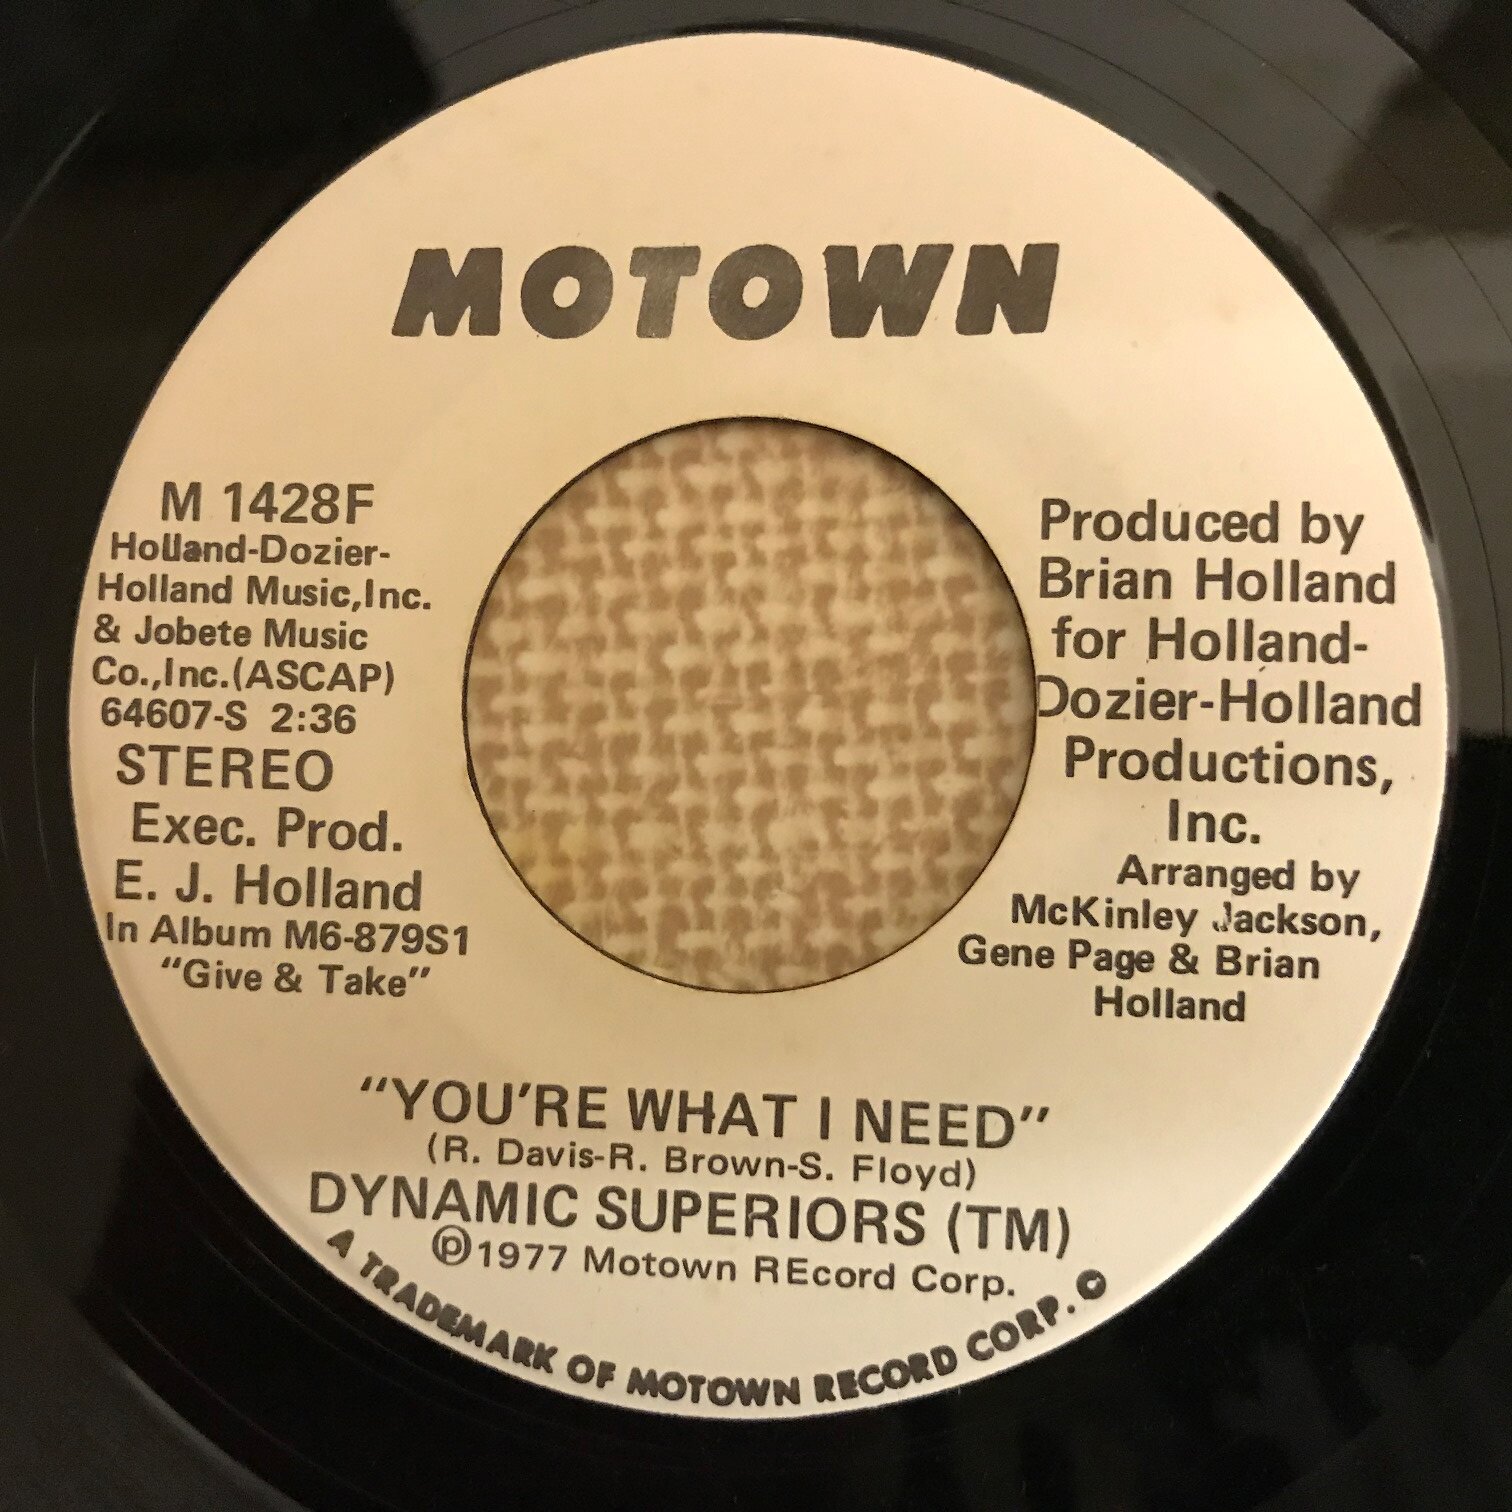 MOTOWN
M 1428F
Holland-Dozier-
Holland Music,Inc.
& Jobete Music
Co.,Inc.(ASCAP)
64607-S 2:36
STEREO
Exec. Prod.
E. J. Holland
In Album M6-879S1
"Give & Take"
Produced by
Brian Holland
for Holland-
Dozier-Holland
Productions,
Inc.
Arranged by
McKinley Jackson,
Gene Page & Brian
Holland
"YOU'RE WHAT I NEED"
(R. Davis-R. Brown-S. Floyd)
DYNAMIC SUPERIORS (TM)
℗1977 Motown REcord Corp.
A TRADEMARK OF MOTOWN RECORD CORP. ©